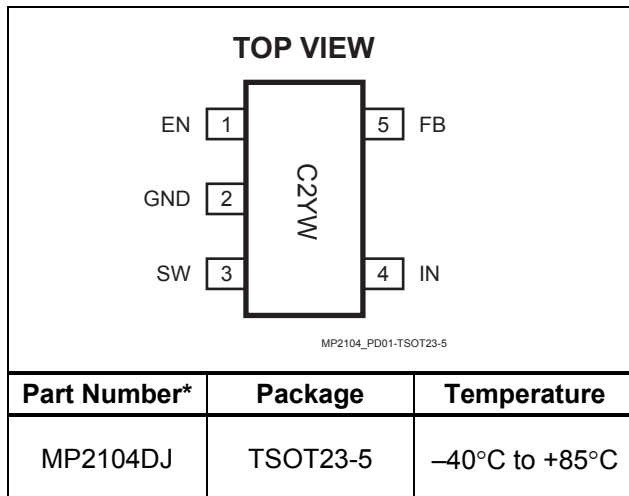 TOP VIEW
EN 1 5 FB
C2YW
GND 2
SW 3 4 IN
MP2104_PD01-TSOT23-5
Part Number* Package Temperature
MP2104DJ TSOT23-5 –40°C to +85°C